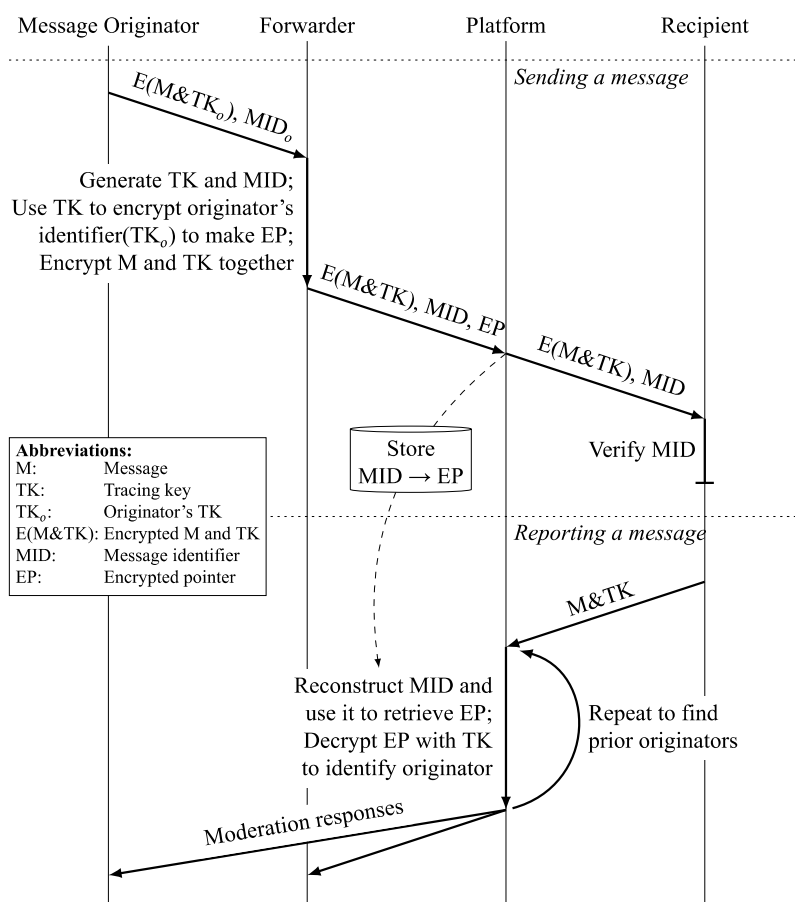 Message Originator Forwarder Platform Recipient
Sending a message
E(M&TKₒ), MIDₒ
Generate TK and MID;
Use TK to encrypt originator’s
identifier(TKₒ) to make EP;
Encrypt M and TK together
E(M&TK), MID, EP
E(M&TK), MID
Store
MID → EP
Verify MID
Abbreviations:
M: Message
TK: Tracing key
TKₒ: Originator’s TK
E(M&TK): Encrypted M and TK
MID: Message identifier
EP: Encrypted pointer
Reporting a message
M&TK
Reconstruct MID and
use it to retrieve EP;
Decrypt EP with TK
to identify originator
Repeat to find
prior originators
Moderation responses